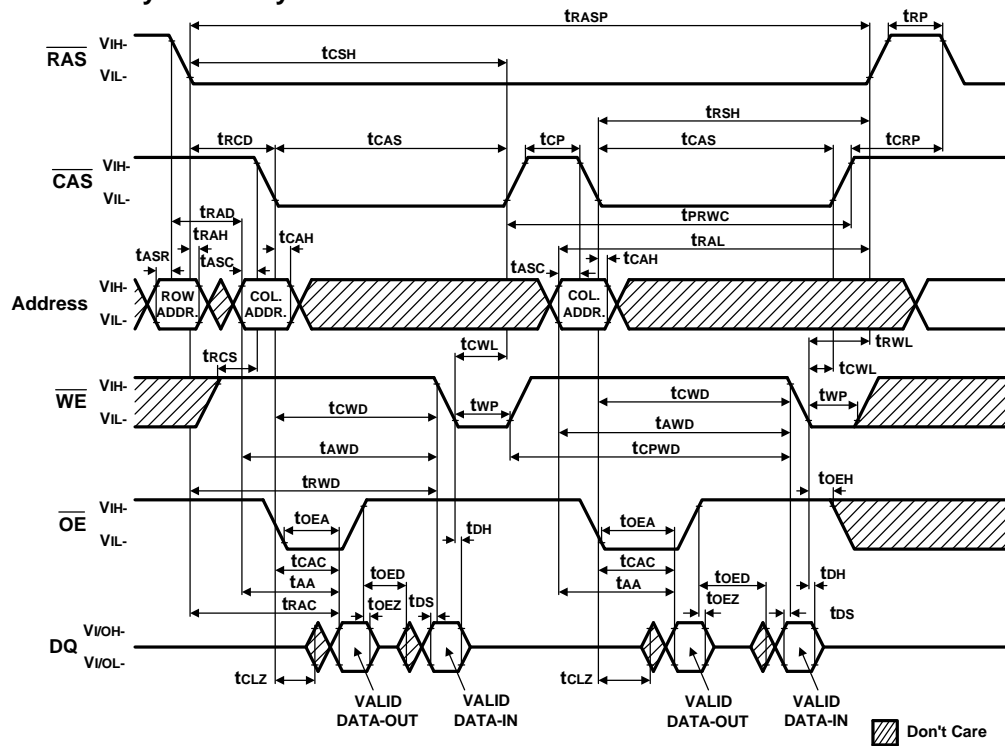 tRASP
tRP
RAS
VIH-
VIL-
tCSH
tRSH
tRCD
tCAS
tCP
tCAS
tCRP
CAS
VIH-
VIL-
tPRWC
tRAD
tRAH
tCAH
tRAL
tASR
tASC
tASC
tCAH
Address
VIH-
VIL-
ROW
ADDR.
COL.
ADDR.
COL.
ADDR.
tRWL
tCWL
tRCS
tCWL
WE
VIH-
VIL-
tWP
tWP
tCWD
tCWD
tAWD
tAWD
tCPWD
tRWD
tOEH
OE
VIH-
VIL-
tOEA
tOEA
tDH
tCAC
tCAC
tAA
tOED
tAA
tOED
tDH
tRAC
tOEZ
tDS
tOEZ
tDS
DQ
VI/OH-
VI/OL-
tCLZ
tCLZ
VALID
DATA-OUT
VALID
DATA-IN
VALID
DATA-OUT
VALID
DATA-IN
Don't Care